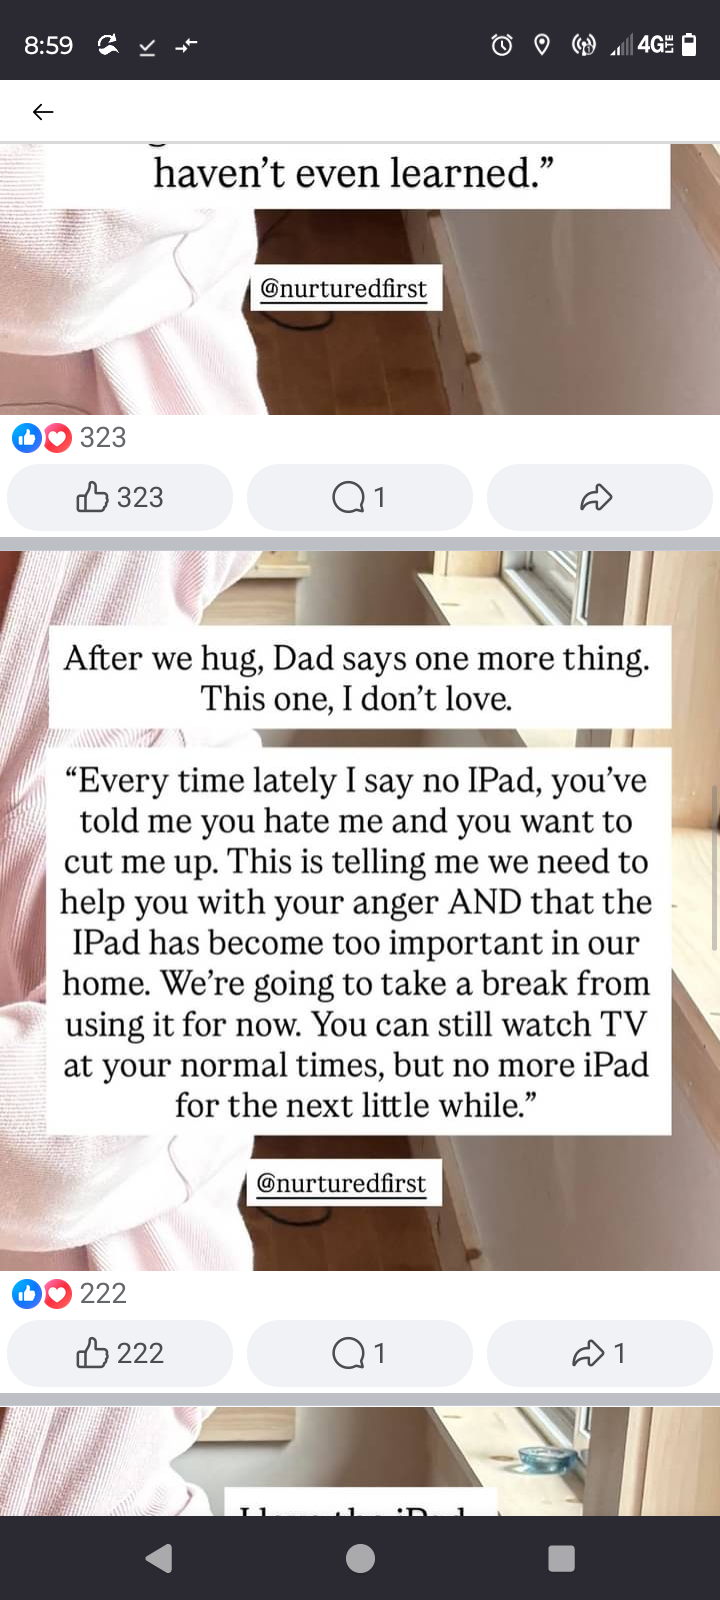 8:59
4G LTE
haven’t even learned.”
@nurturedfirst
323
323
1
After we hug, Dad says one more thing.
This one, I don’t love.
“Every time lately I say no IPad, you’ve
told me you hate me and you want to
cut me up. This is telling me we need to
help you with your anger AND that the
IPad has become too important in our
home. We’re going to take a break from
using it for now. You can still watch TV
at your normal times, but no more iPad
for the next little while.”
@nurturedfirst
222
222
1
1